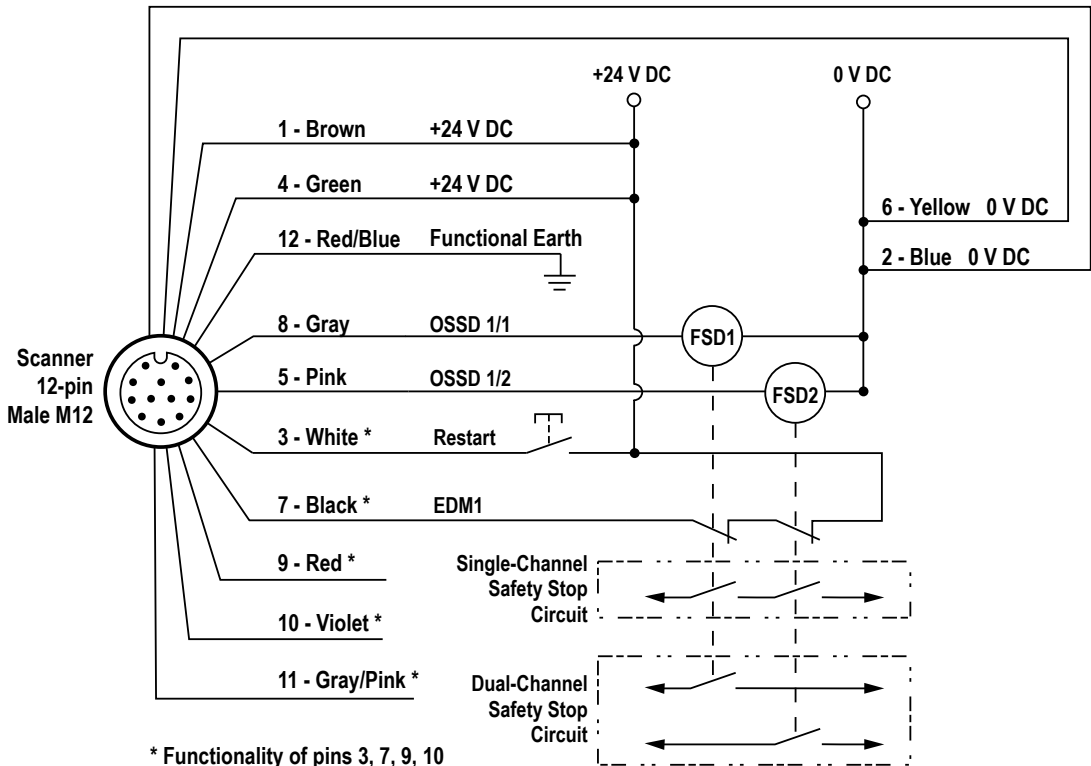 +24 V DC
0 V DC
1 - Brown +24 V DC
4 - Green +24 V DC
6 - Yellow 0 V DC
12 - Red/Blue Functional Earth
2 - Blue 0 V DC
8 - Gray OSSD 1/1
FSD1
Scanner
12-pin
Male M12
5 - Pink OSSD 1/2
FSD2
3 - White * Restart
7 - Black * EDM1
9 - Red *
Single-Channel
Safety Stop
Circuit
10 - Violet *
11 - Gray/Pink *
Dual-Channel
Safety Stop
Circuit
* Functionality of pins 3, 7, 9, 10